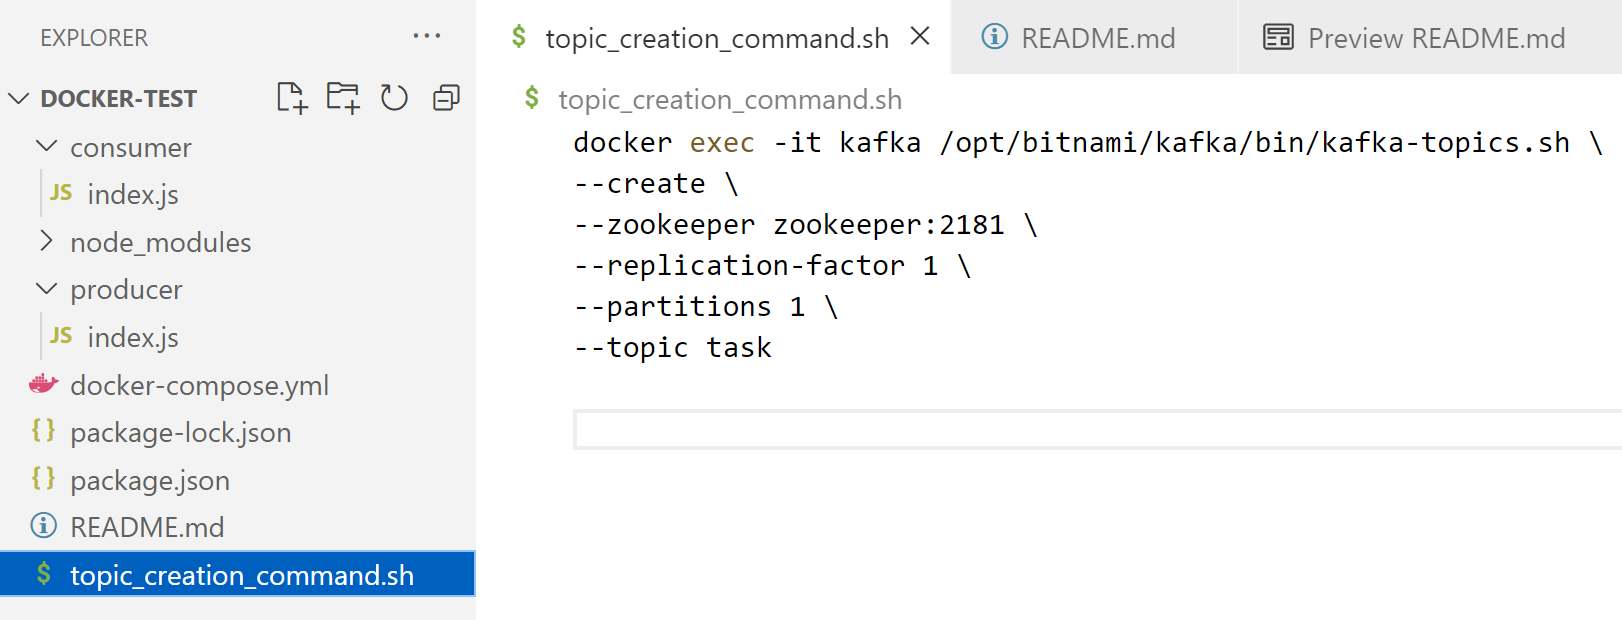 EXPLORER
DOCKER-TEST
consumer
JS index.js
node_modules
producer
JS index.js
docker-compose.yml
{} package-lock.json
{} package.json
README.md
$ topic_creation_command.sh
$ topic_creation_command.sh
README.md
Preview README.md
$ topic_creation_command.sh
docker exec -it kafka /opt/bitnami/kafka/bin/kafka-topics.sh \
--create \
--zookeeper zookeeper:2181 \
--replication-factor 1 \
--partitions 1 \
--topic task